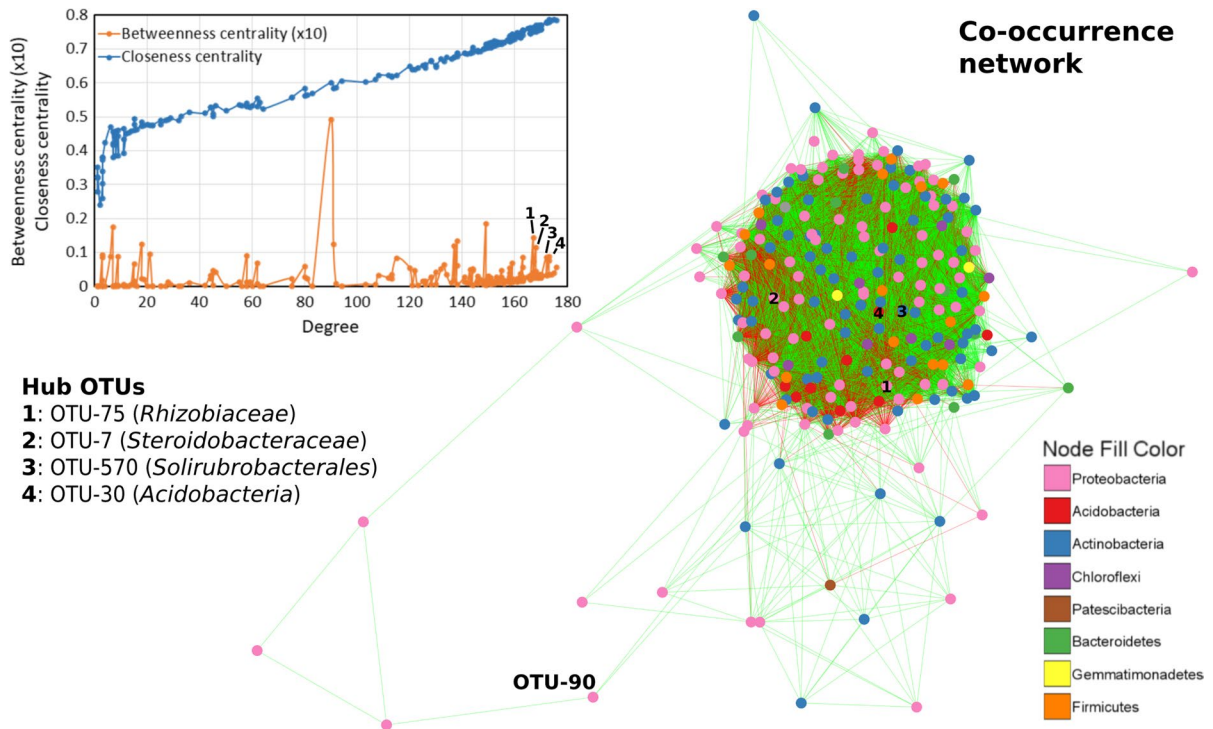 Co-occurrence
network
Betweenness centrality (x10)
Closeness centrality
Betweenness centrality (x10)
Closeness centrality
0.8
0.7
0.6
0.5
0.4
0.3
0.2
0.1
0
0 20 40 60 80 100 120 140 160 180
Degree
1
2
3
4
2
4 3
1
Hub OTUs
1: OTU-75 (Rhizobiaceae)
2: OTU-7 (Steroidobacteraceae)
3: OTU-570 (Solirubrobacterales)
4: OTU-30 (Acidobacteria)
OTU-90
Node Fill Color
Proteobacteria
Acidobacteria
Actinobacteria
Chloroflexi
Patescibacteria
Bacteroidetes
Gemmatimonadetes
Firmicutes